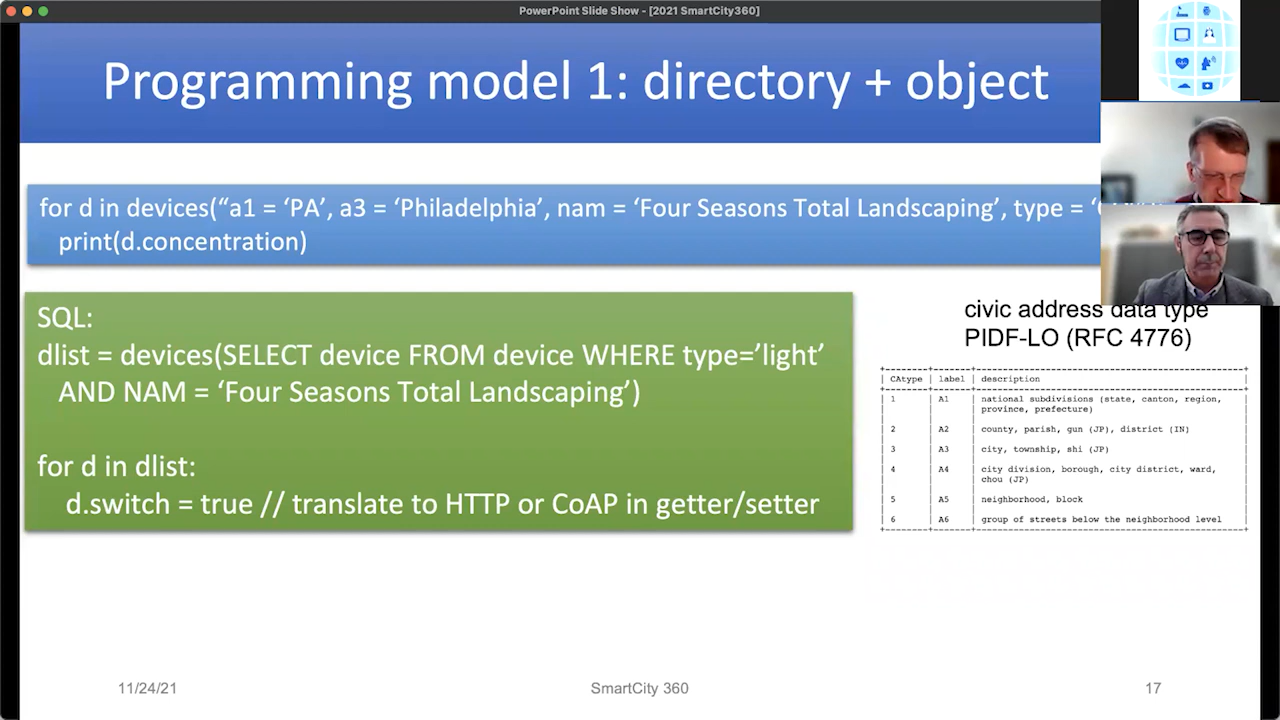 PowerPoint Slide Show - [2021 SmartCity360]
Programming model 1: directory + object
for d in devices(“a1 = ‘PA’, a3 = ‘Philadelphia’, nam = ‘Four Seasons Total Landscaping’, type =
print(d.concentration)
SQL:
dlist = devices(SELECT device FROM device WHERE type=’light’
AND NAM = ‘Four Seasons Total Landscaping’)
for d in dlist:
d.switch = true // translate to HTTP or CoAP in getter/setter
civic address data type
PIDF-LO (RFC 4776)
+--------+-------+------------------------------------------+
| CAtype | label | description |
+--------+-------+------------------------------------------+
| 1 | A1 | national subdivisions (state, canton, region, |
| | | province, prefecture) |
| 2 | A2 | county, parish, gun (JP), district (IN) |
| 3 | A3 | city, township, shi (JP) |
| 4 | A4 | city division, borough, city district, ward, |
| | | chou (JP) |
| 5 | A5 | neighborhood, block |
| 6 | A6 | group of streets below the neighborhood level |
+--------+-------+------------------------------------------+
11/24/21
SmartCity 360
17